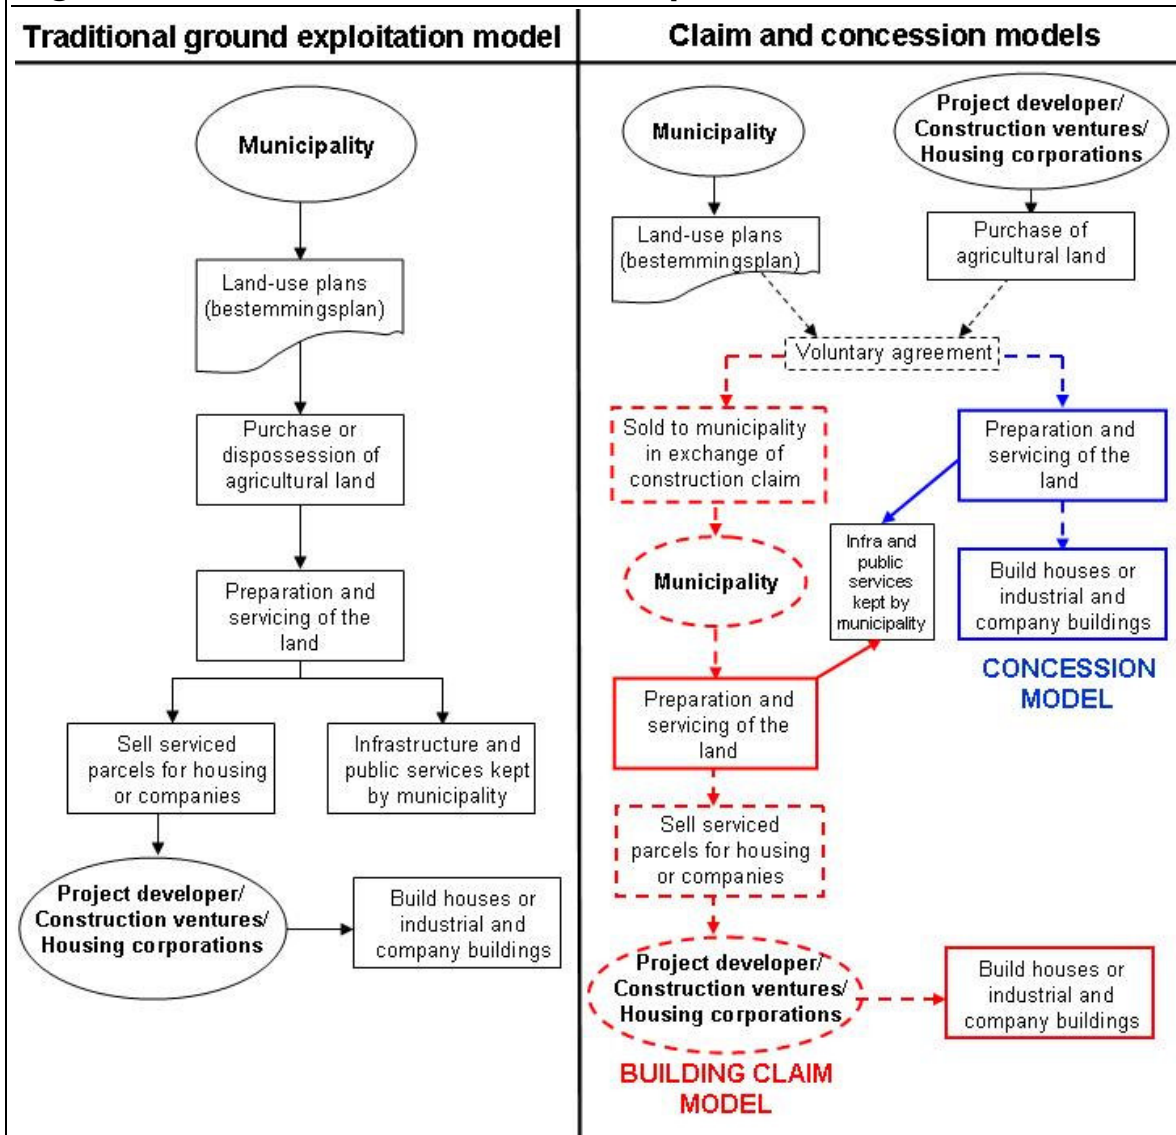 Traditional ground exploitation model
Municipality
Land-use plans
(bestemmingsplan)
Purchase or
dispossession of
agricultural land
Preparation and
servicing of the
land
Sell serviced
parcels for housing
or companies
Infrastructure and
public services kept
by municipality
Project developer/
Construction ventures/
Housing corporations
Build houses or
industrial and
company buildings
Claim and concession models
Municipality
Project developer/
Construction ventures/
Housing corporations
Land-use plans
(bestemmingsplan)
Purchase of
agricultural land
Voluntary agreement
Sold to municipality
in exchange of
construction claim
Preparation and
servicing of the
land
Municipality
Infra and
public
services
kept by
municipality
Build houses or
industrial and
company buildings
CONCESSION
MODEL
Preparation and
servicing of the
land
Sell serviced
parcels for housing
or companies
Project developer/
Construction ventures/
Housing corporations
Build houses or
industrial and
company buildings
BUILDING CLAIM
MODEL